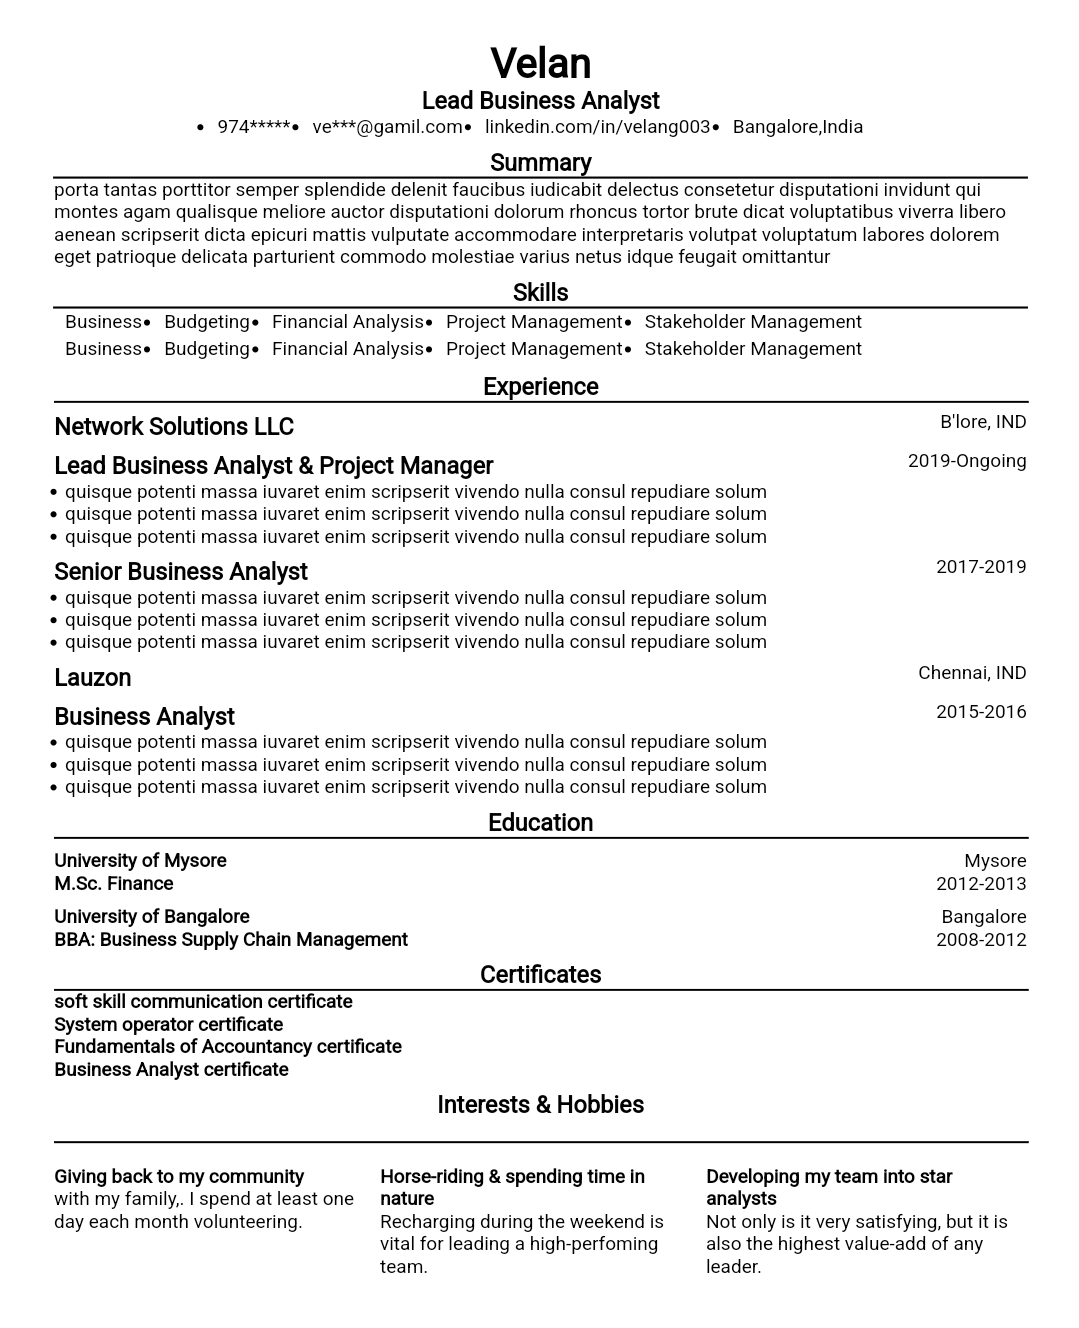 Velan
Lead Business Analyst
• 974***** • ve***@gamil.com • linkedin.com/in/velang003 • Bangalore,India
Summary
porta tantas porttitor semper splendide delenit faucibus iudicabit delectus consetetur disputationi invidunt qui
montes agam qualisque meliore auctor disputationi dolorum rhoncus tortor brute dicat voluptatibus viverra libero
aenean scripserit dicta epicuri mattis vulputate accommodare interpretaris volutpat voluptatum labores dolorem
eget patrioque delicata parturient commodo molestiae varius netus idque feugait omittantur
Skills
Business • Budgeting • Financial Analysis • Project Management • Stakeholder Management
Business • Budgeting • Financial Analysis • Project Management • Stakeholder Management
Experience
Network Solutions LLC B'lore, IND
Lead Business Analyst & Project Manager 2019-Ongoing
• quisque potenti massa iuvaret enim scripserit vivendo nulla consul repudiare solum
• quisque potenti massa iuvaret enim scripserit vivendo nulla consul repudiare solum
• quisque potenti massa iuvaret enim scripserit vivendo nulla consul repudiare solum
Senior Business Analyst 2017-2019
• quisque potenti massa iuvaret enim scripserit vivendo nulla consul repudiare solum
• quisque potenti massa iuvaret enim scripserit vivendo nulla consul repudiare solum
• quisque potenti massa iuvaret enim scripserit vivendo nulla consul repudiare solum
Lauzon Chennai, IND
Business Analyst 2015-2016
• quisque potenti massa iuvaret enim scripserit vivendo nulla consul repudiare solum
• quisque potenti massa iuvaret enim scripserit vivendo nulla consul repudiare solum
• quisque potenti massa iuvaret enim scripserit vivendo nulla consul repudiare solum
Education
University of Mysore Mysore
M.Sc. Finance 2012-2013
University of Bangalore Bangalore
BBA: Business Supply Chain Management 2008-2012
Certificates
soft skill communication certificate
System operator certificate
Fundamentals of Accountancy certificate
Business Analyst certificate
Interests & Hobbies
Giving back to my community
with my family,. I spend at least one
day each month volunteering.
Horse-riding & spending time in
nature
Recharging during the weekend is
vital for leading a high-perfoming
team.
Developing my team into star
analysts
Not only is it very satisfying, but it is
also the highest value-add of any
leader.